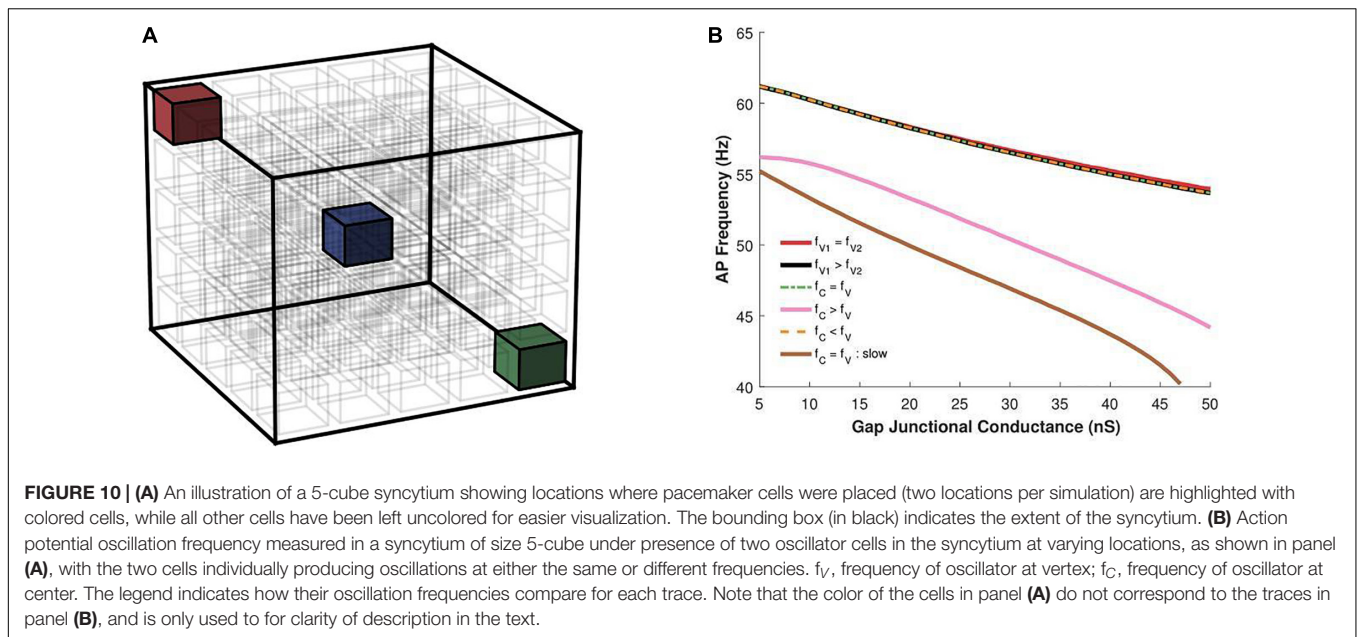 A
B
65
60
55
50
45
40
AP Frequency (Hz)
f_V1 = f_V2
f_V1 > f_V2
f_C = f_V
f_C > f_V
f_C < f_V
f_C = f_V : slow
5 10 15 20 25 30 35 40 45 50
Gap Junctional Conductance (nS)
FIGURE 10 | (A) An illustration of a 5-cube syncytium showing locations where pacemaker cells were placed (two locations per simulation) are highlighted with
colored cells, while all other cells have been left uncolored for easier visualization. The bounding box (in black) indicates the extent of the syncytium. (B) Action
potential oscillation frequency measured in a syncytium of size 5-cube under presence of two oscillator cells in the syncytium at varying locations, as shown in panel
(A), with the two cells individually producing oscillations at either the same or different frequencies. f_V, frequency of oscillator at vertex; f_C, frequency of oscillator at
center. The legend indicates how their oscillation frequencies compare for each trace. Note that the color of the cells in panel (A) do not correspond to the traces in
panel (B), and is only used to for clarity of description in the text.